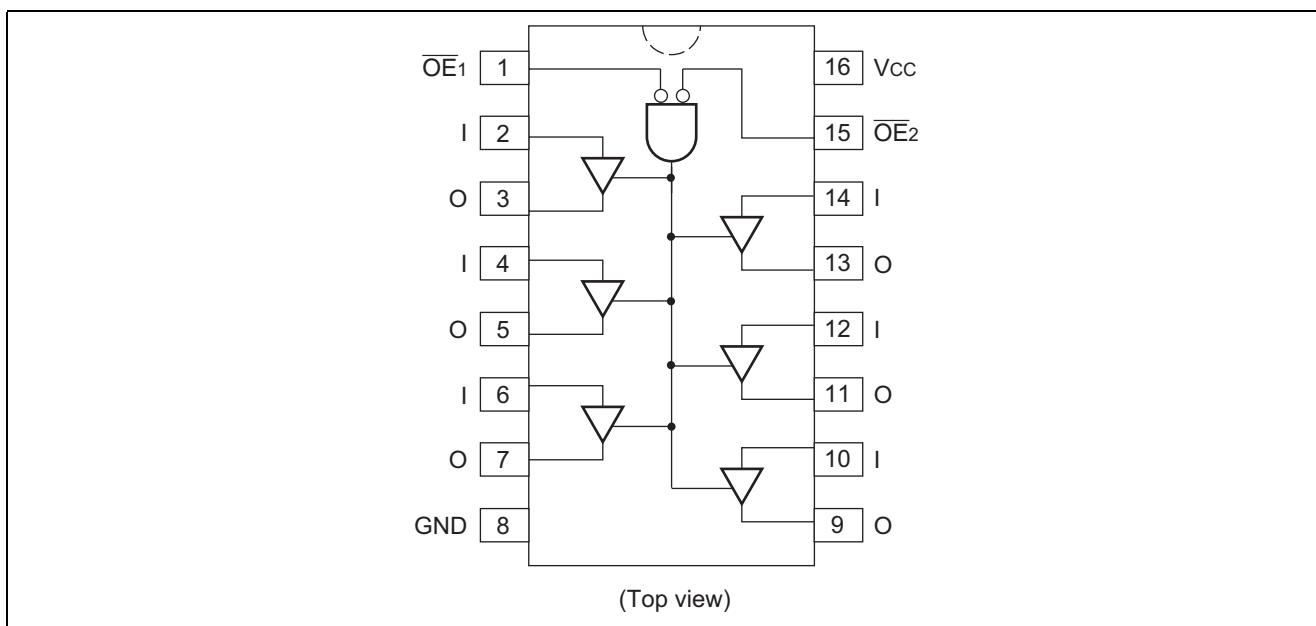 OE1 1 16 VCC
I 2 15 OE2
O 3 14 I
I 4 13 O
O 5 12 I
I 6 11 O
O 7 10 I
GND 8 9 O
(Top view)